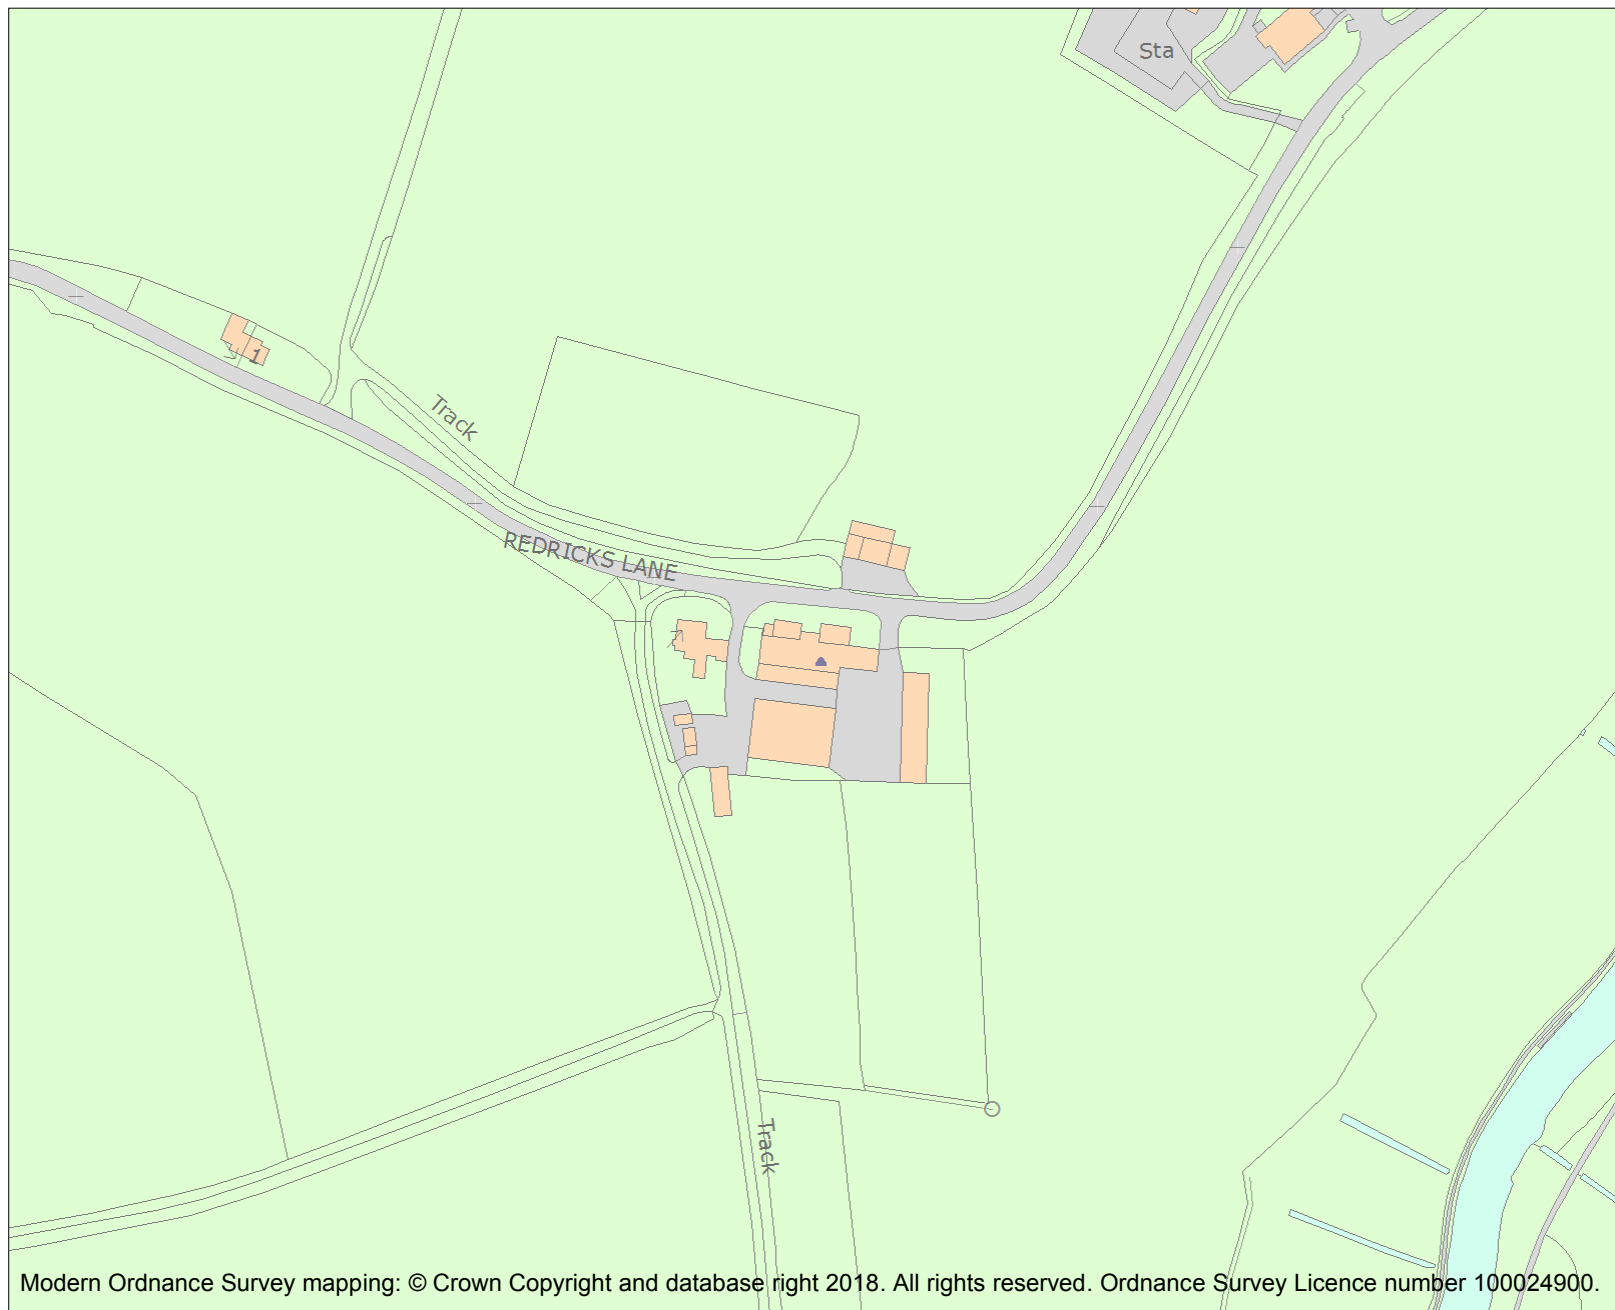 Sta
1
Track
REDRICKS LANE
Track
Modern Ordnance Survey mapping: © Crown Copyright and database right 2018. All rights reserved. Ordnance Survey Licence number 100024900.